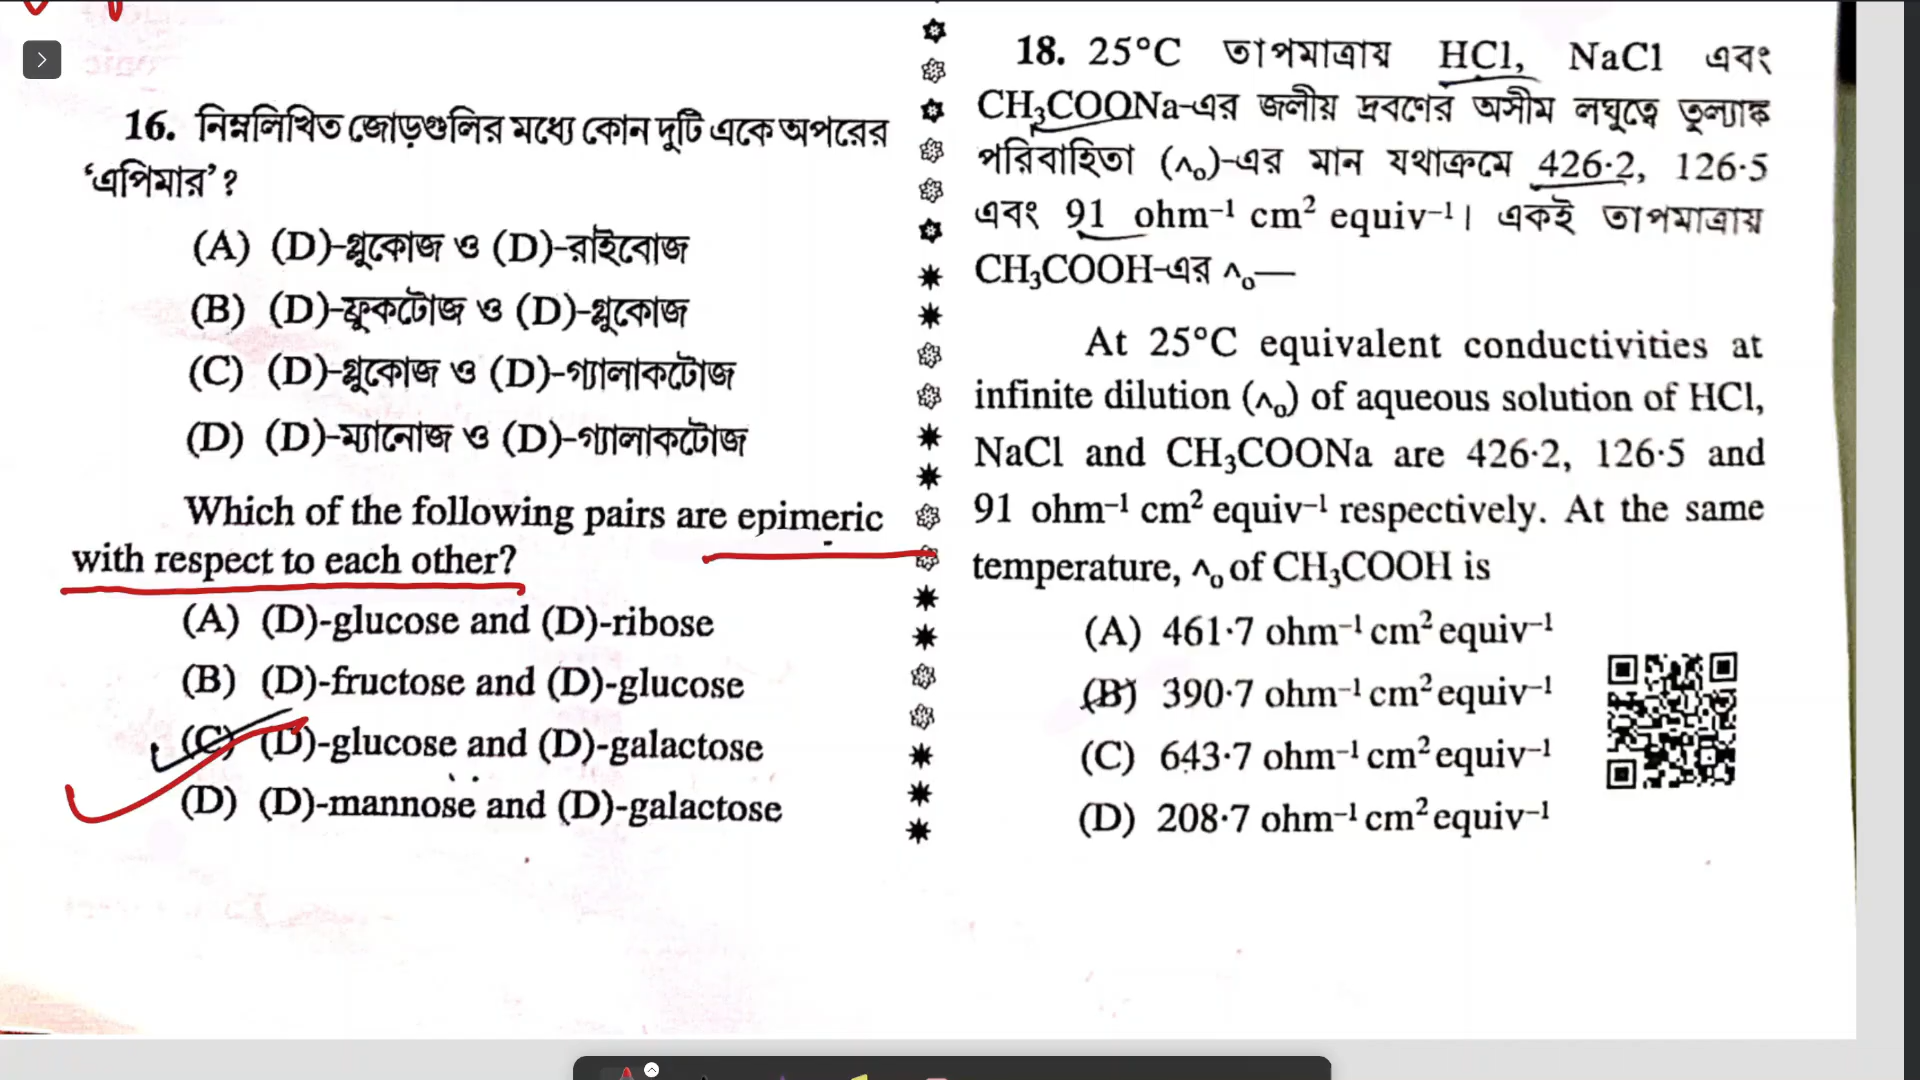 16. নিম্নলিখিত জোড়গুলির মধ্যে কোন দুটি একে অপরের
‘এপিমার’ ?
(A) (D)-গ্লুকোজ ও (D)-রাইবোজ
(B) (D)-ফ্রুকটোজ ও (D)-গ্লুকোজ
(C) (D)-গ্লুকোজ ও (D)-গ্যালাকটোজ
(D) (D)-ম্যানোজ ও (D)-গ্যালাকটোজ
Which of the following pairs are epimeric
with respect to each other?
(A) (D)-glucose and (D)-ribose
(B) (D)-fructose and (D)-glucose
(C) (D)-glucose and (D)-galactose
(D) (D)-mannose and (D)-galactose
18. 25°C তাপমাত্রায় HCl, NaCl এবং
CH₃COONa-এর জলীয় দ্রবণের অসীম লঘুত্বে তুল্যাঙ্ক
পরিবাহিতা (^₀)-এর মান যথাক্রমে 426·2, 126·5
এবং 91 ohm⁻¹ cm² equiv⁻¹। একই তাপমাত্রায়
CH₃COOH-এর ^₀—
At 25°C equivalent conductivities at
infinite dilution (^₀) of aqueous solution of HCl,
NaCl and CH₃COONa are 426·2, 126·5 and
91 ohm⁻¹ cm² equiv⁻¹ respectively. At the same
temperature, ^₀ of CH₃COOH is
(A) 461·7 ohm⁻¹ cm² equiv⁻¹
(B) 390·7 ohm⁻¹ cm² equiv⁻¹
(C) 643·7 ohm⁻¹ cm² equiv⁻¹
(D) 208·7 ohm⁻¹ cm² equiv⁻¹